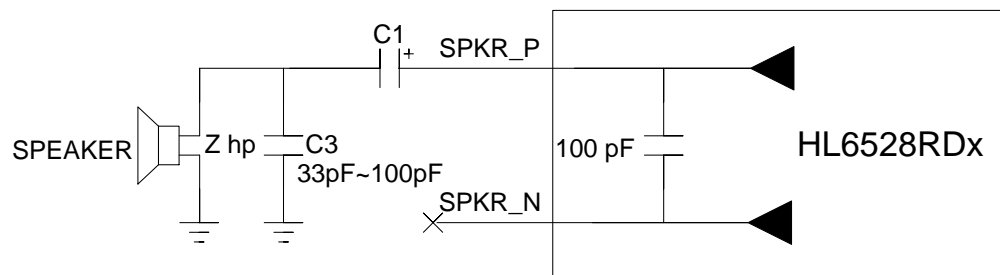 C1
+
SPKR_P
SPEAKER
Z hp
C3
33pF~100pF
100 pF
HL6528RDx
SPKR_N